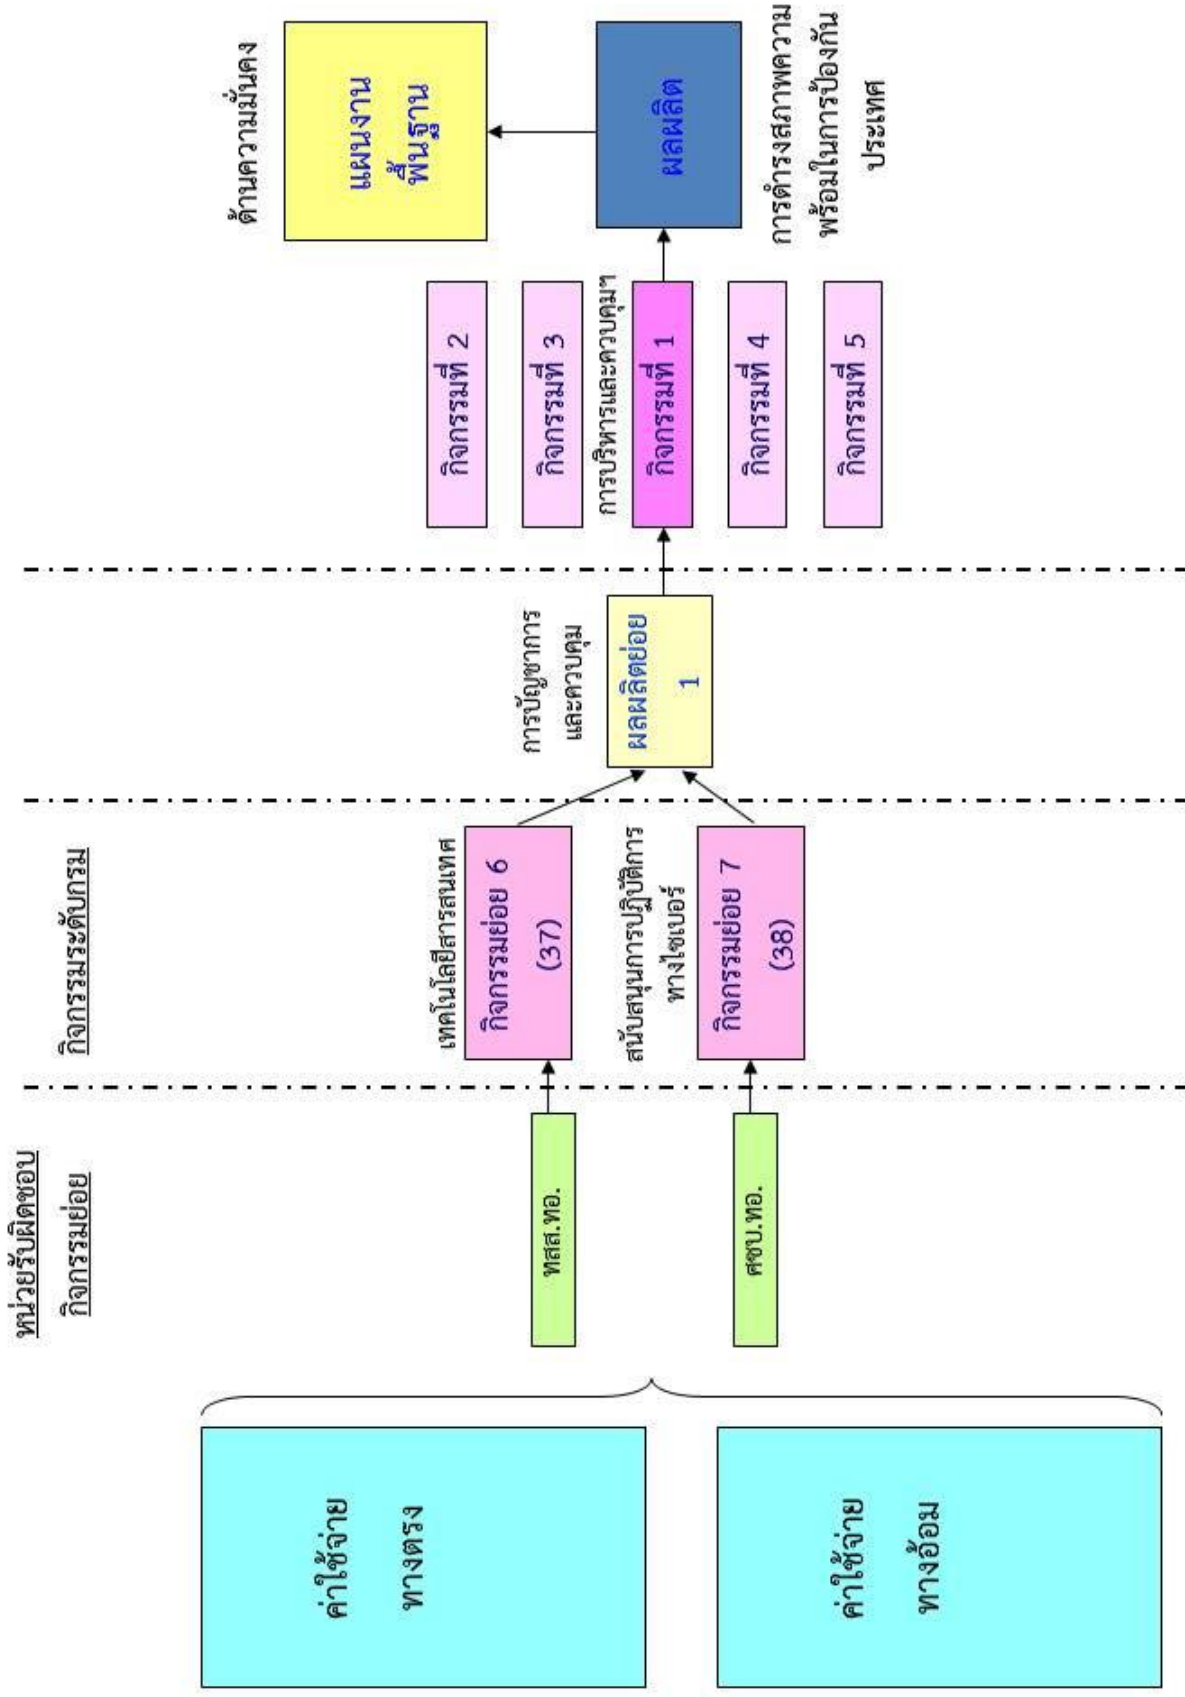 หน่วยรับผิดชอบ
กิจกรรมย่อย
กิจกรรมระดับกรม
ค่าใช้จ่าย
ทางตรง
ค่าใช้จ่าย
ทางอ้อม
ทสส.ทอ.
ศซบ.ทอ.
เทคโนโลยีสารสนเทศ
กิจกรรมย่อย 6
(37)
สนับสนุนการปฏิบัติการ
ทางไซเบอร์
กิจกรรมย่อย 7
(38)
การบัญชาการ
และควบคุม
ผลผลิตย่อย
1
กิจกรรมที่ 2
กิจกรรมที่ 3
การบริหารและควบคุมฯ
กิจกรรมที่ 1
กิจกรรมที่ 4
กิจกรรมที่ 5
ด้านความมั่นคง
แผนงาน
พื้นฐาน
ผลผลิต
การดำรงสภาพความ
พร้อมในการป้องกัน
ประเทศ